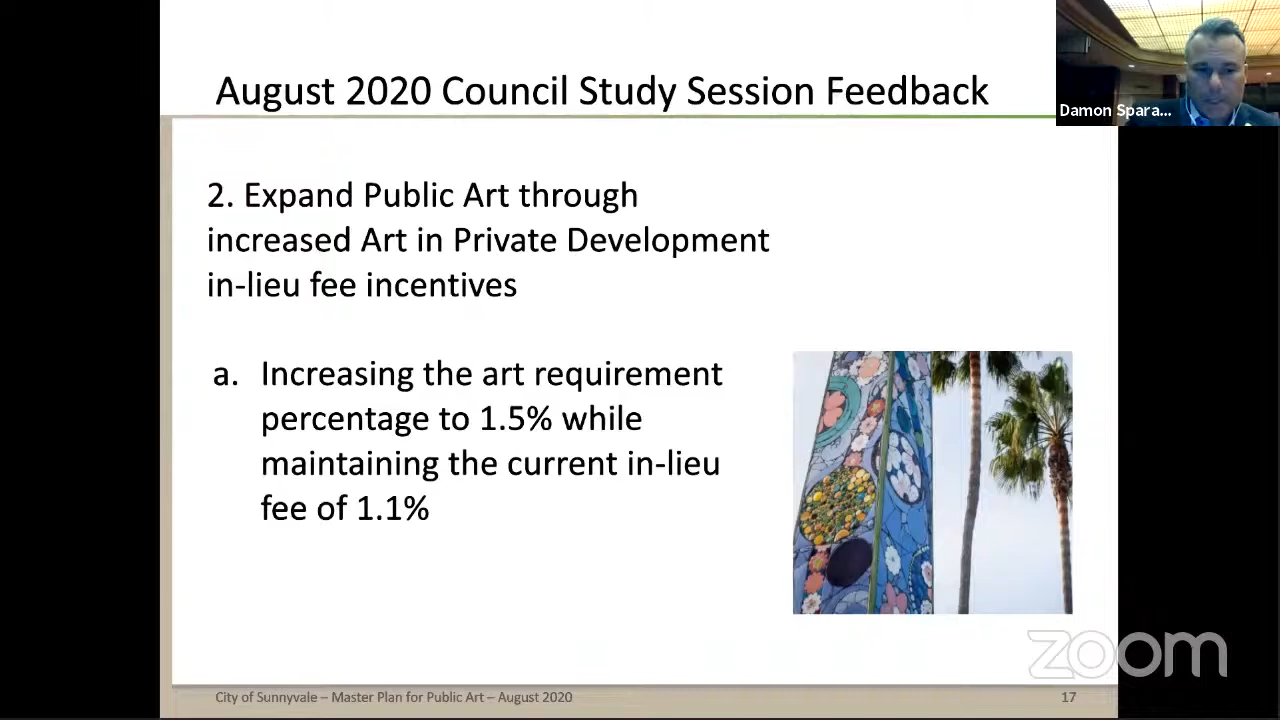 August 2020 Council Study Session Feedback
Damon Spara...
2. Expand Public Art through
increased Art in Private Development
in-lieu fee incentives
a. Increasing the art requirement
percentage to 1.5% while
maintaining the current in-lieu
fee of 1.1%
zoom
City of Sunnyvale – Master Plan for Public Art – August 2020
17